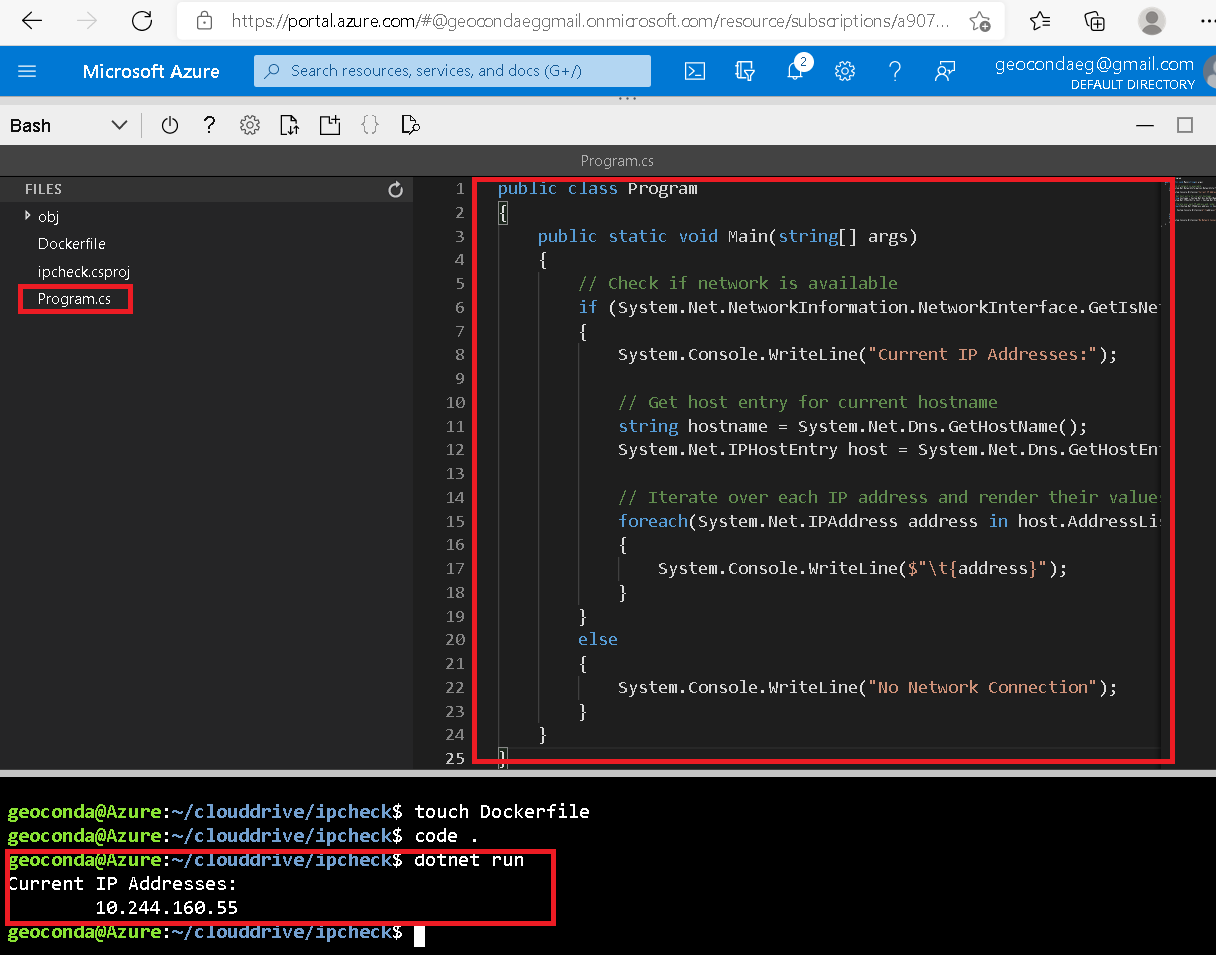 https://portal.azure.com/#@geocondaeggmail.onmicrosoft.com/resource/subscriptions/a907...
Microsoft Azure
Search resources, services, and docs (G+/)
2
geocondaeg@gmail.com
DEFAULT DIRECTORY
Bash
Program.cs
FILES
obj
Dockerfile
ipcheck.csproj
Program.cs
1 public class Program
2 {
3 public static void Main(string[] args)
4 {
5 // Check if network is available
6 if (System.Net.NetworkInformation.NetworkInterface.GetIsNet
7 {
8 System.Console.WriteLine("Current IP Addresses:");
9
10 // Get host entry for current hostname
11 string hostname = System.Net.Dns.GetHostName();
12 System.Net.IPHostEntry host = System.Net.Dns.GetHostEnt
13
14 // Iterate over each IP address and render their values
15 foreach(System.Net.IPAddress address in host.AddressLis
16 {
17 System.Console.WriteLine($"\t{address}");
18 }
19 }
20 else
21 {
22 System.Console.WriteLine("No Network Connection");
23 }
24 }
25 }
geoconda@Azure:~/clouddrive/ipcheck$ touch Dockerfile
geoconda@Azure:~/clouddrive/ipcheck$ code .
geoconda@Azure:~/clouddrive/ipcheck$ dotnet run
Current IP Addresses:
10.244.160.55
geoconda@Azure:~/clouddrive/ipcheck$